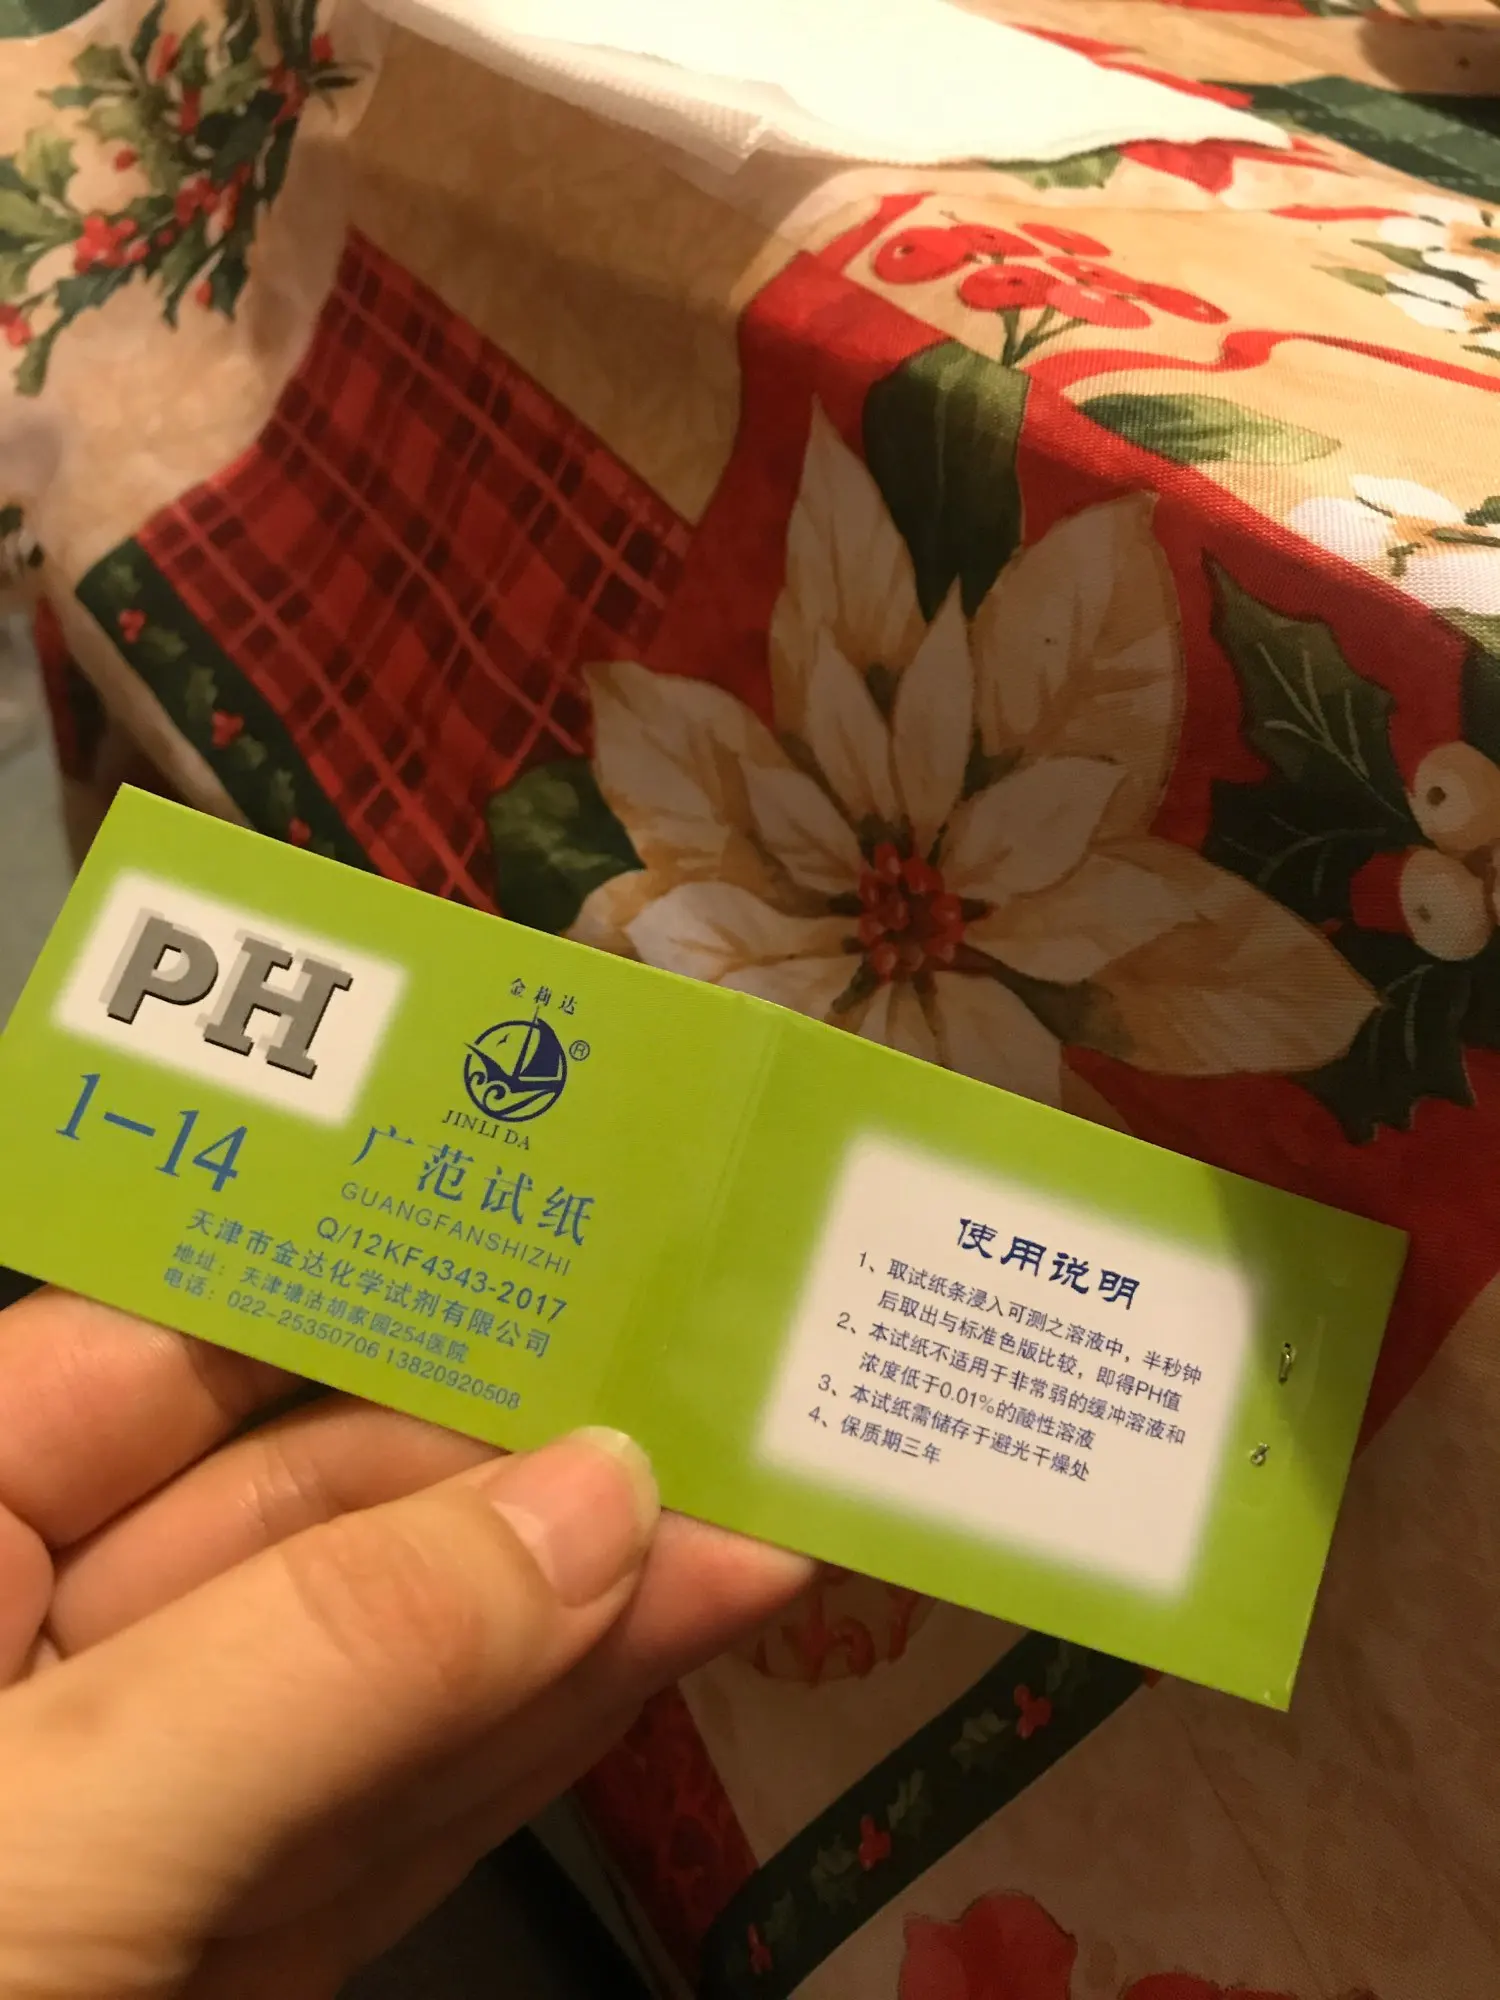 PH
1-14
金莉达
®
JINLI DA
广范试纸
GUANGFANSHIZHI
Q/12KF4343-2017
天津市金达化学试剂有限公司
地址：天津塘沽胡家园254医院
电话：022-25350706 13820920508
使用说明
1、取试纸条浸入可测之溶液中，半秒钟
后取出与标准色版比较，即得PH值
2、本试纸不适用于非常弱的缓冲溶液和
浓度低于0.01%的酸性溶液
3、本试纸需储存于避光干燥处
4、保质期三年